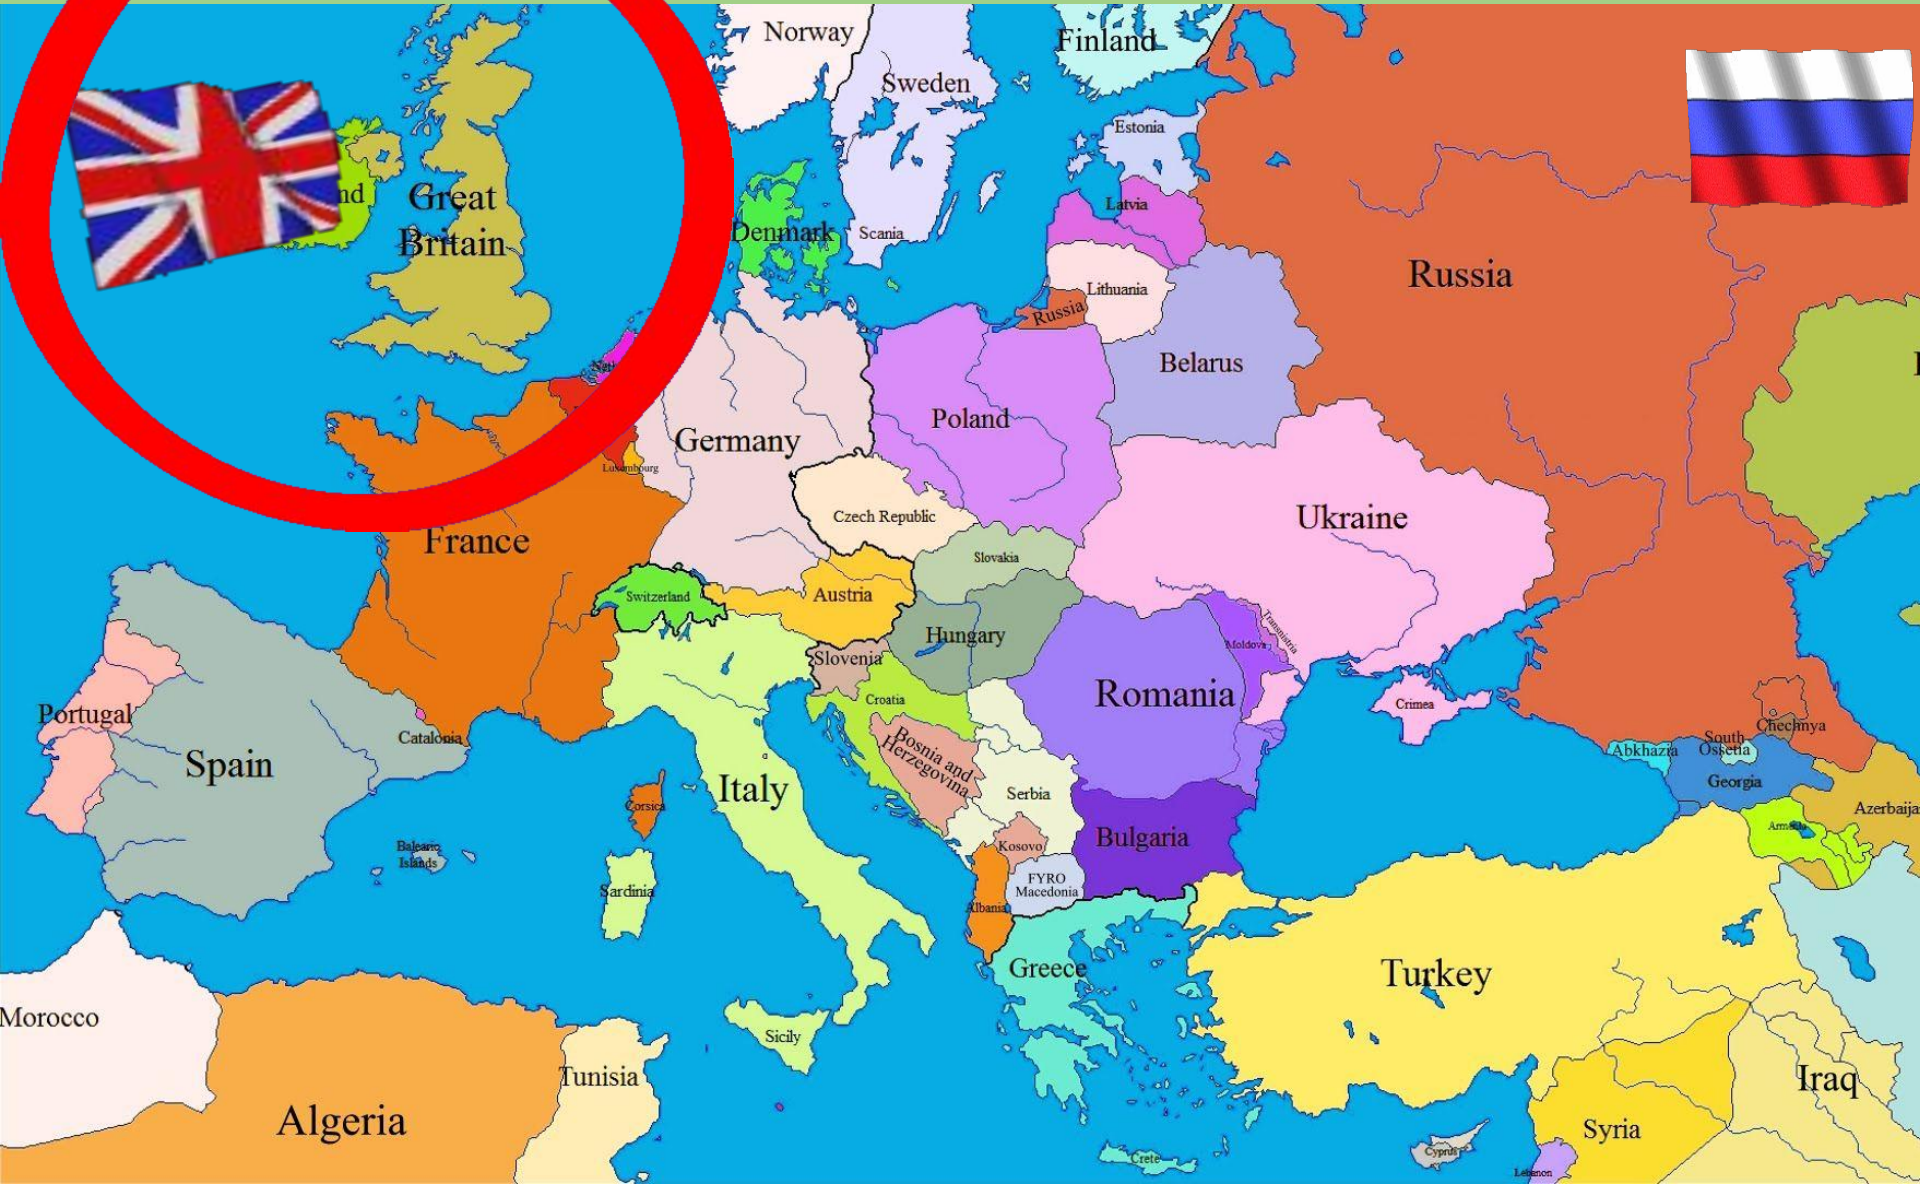 Norway
Finland
Sweden
Estonia
nd
Great
Britain
Latvia
Denmark
Scania
Russia
Lithuania
Russia
Belarus
Poland
Germany
Luxembourg
Czech Republic
Ukraine
France
Slovakia
Switzerland
Austria
Hungary
Transnistria
Moldova
Slovenia
Romania
Croatia
Crimea
Portugal
Catalonia
Chechnya
South
Ossetia
Abkhazia
Bosnia and
Herzegovina
Spain
Georgia
Italy
Serbia
Corsica
Azerbaija
Armenia
Bulgaria
Kosovo
Balearic
Islands
FYRO
Macedonia
Sardinia
Albania
Greece
Turkey
Morocco
Sicily
Tunisia
Iraq
Algeria
Syria
Cyprus
Crete
Lebanon